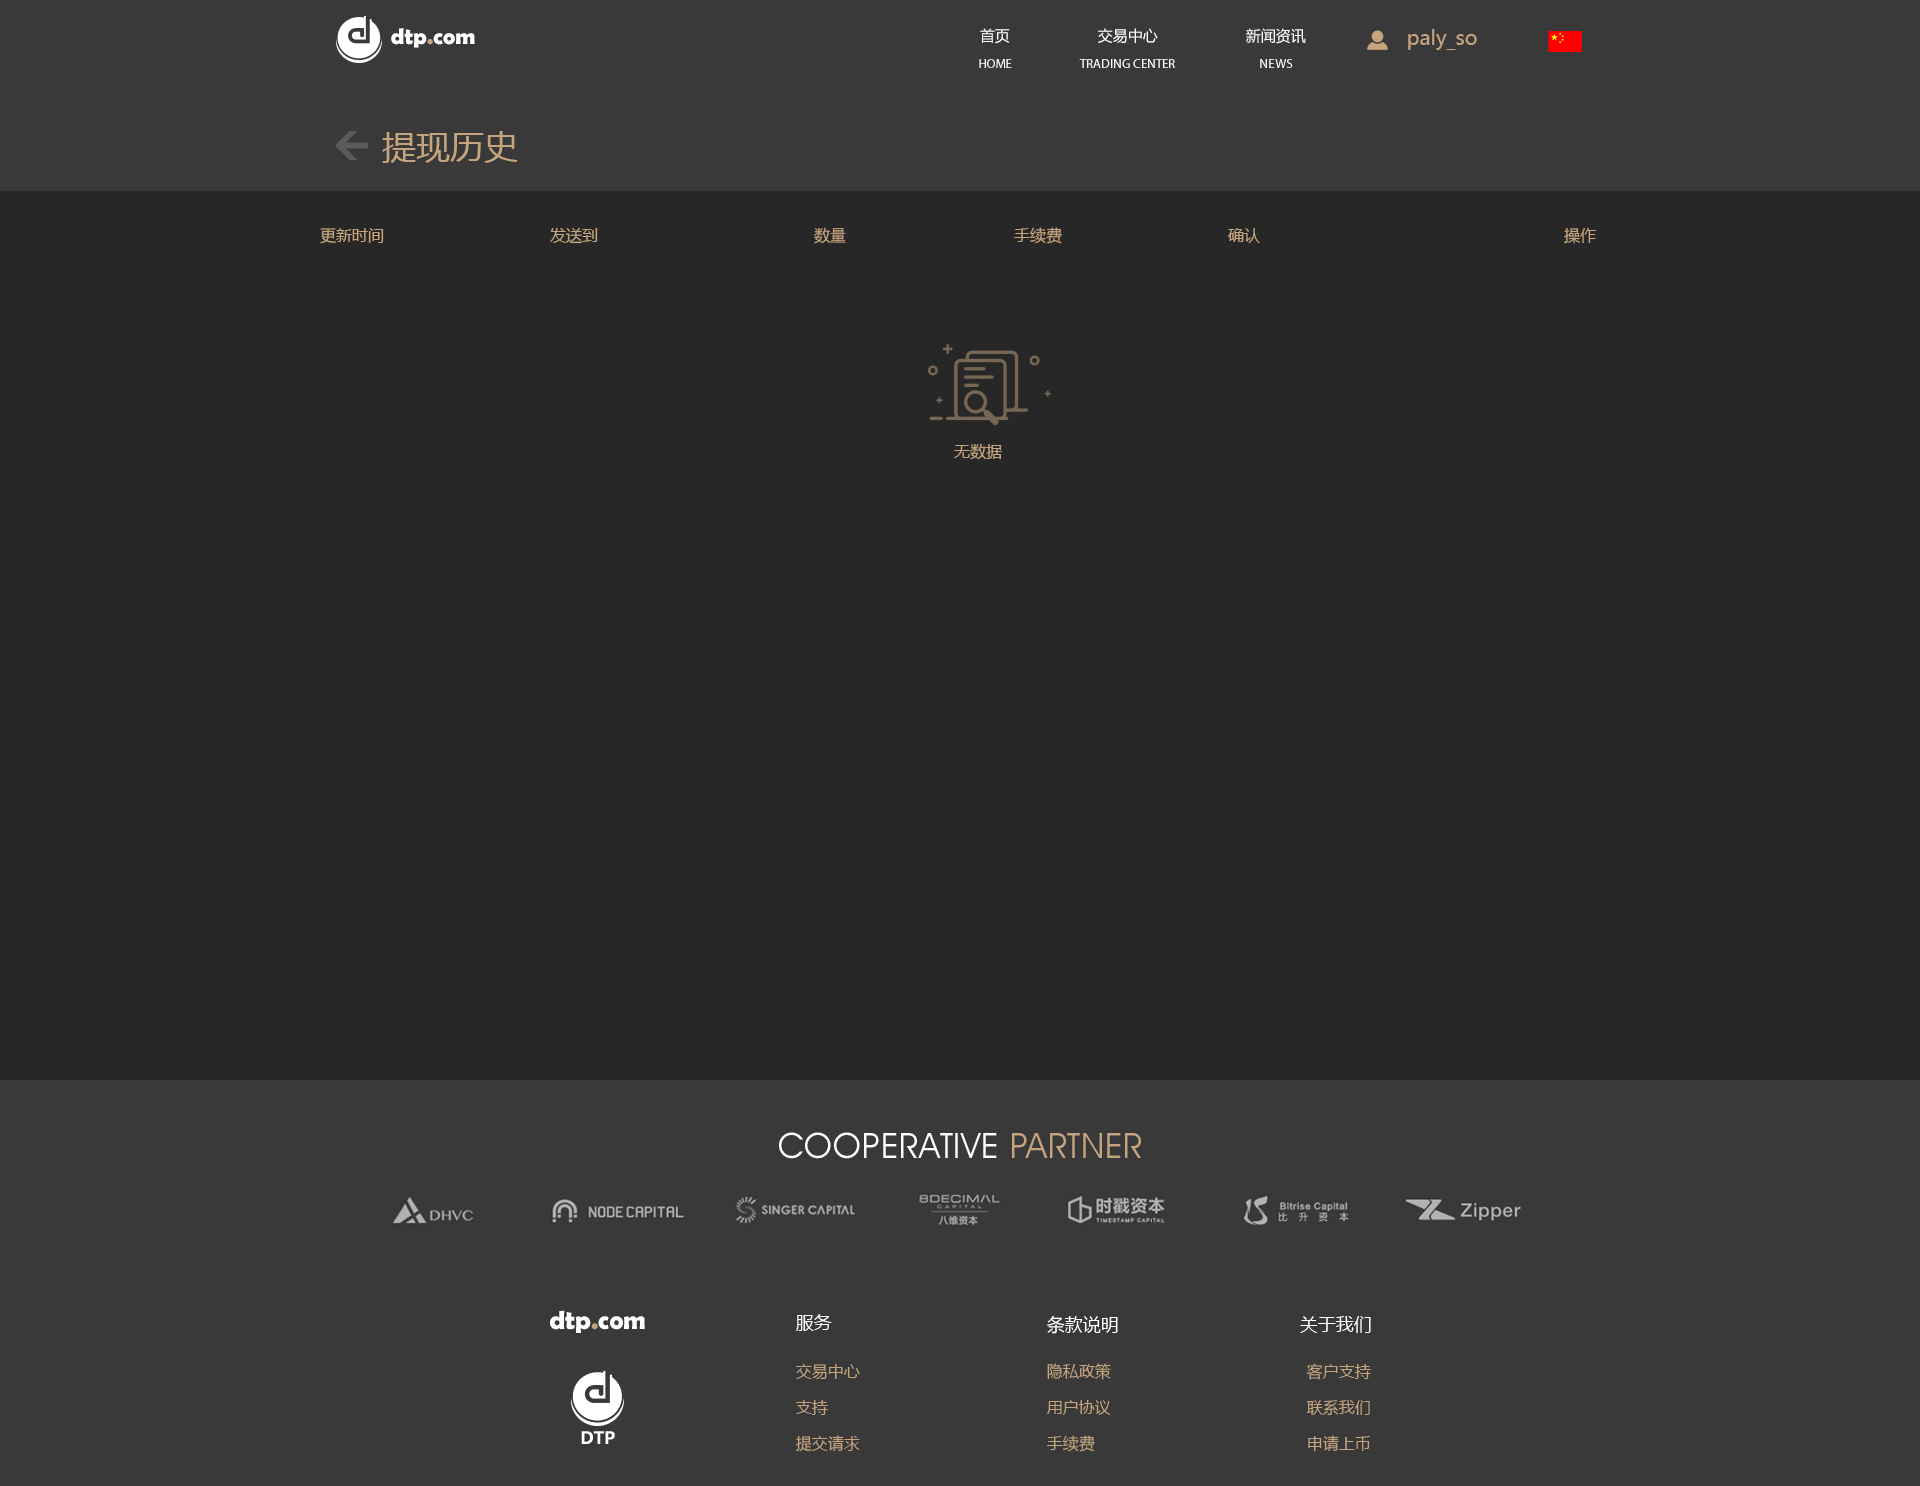 dtp.com
首页 交易中心 新闻资讯 paly_so
HOME TRADING CENTER NEWS
提现历史
更新时间 发送到 数量 手续费 确认 操作
无数据
COOPERATIVE PARTNER
DHVC
NODE CAPITAL
SINGER CAPITAL
8DECIMAL
CAPITAL
八维资本
时戳资本
TIMESTAMP CAPITAL
Bitrise Capital
比升资本
Zipper
dtp.com 服务 条款说明 关于我们
交易中心 隐私政策 客户支持
支持 用户协议 联系我们
DTP 提交请求 手续费 申请上币